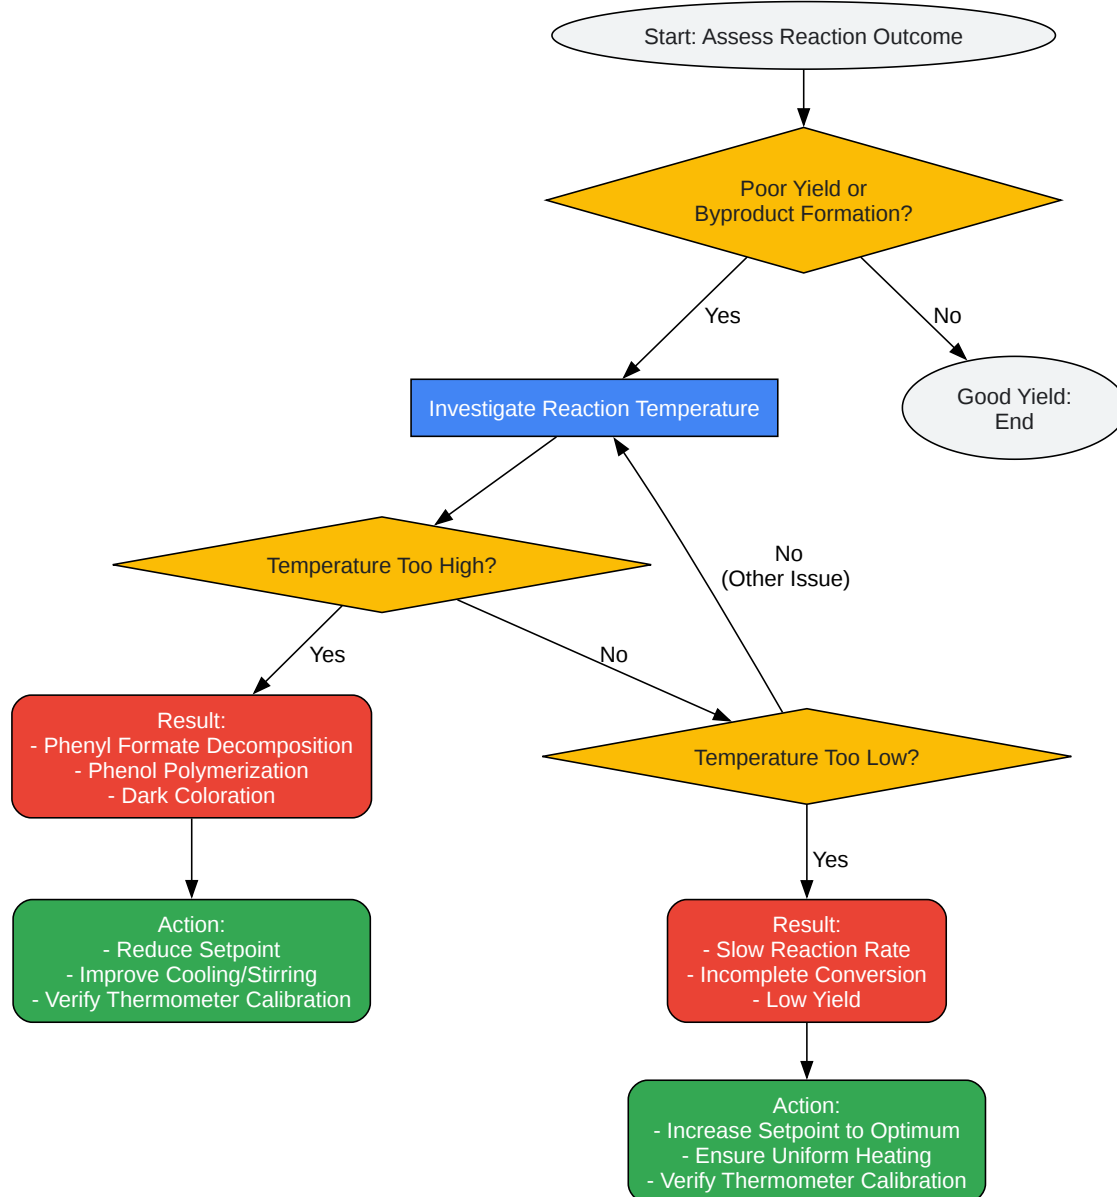 Start: Assess Reaction Outcome
Poor Yield or
Byproduct Formation?
Yes
No
Investigate Reaction Temperature
Good Yield:
End
No
(Other Issue)
Temperature Too High?
Yes
No
Result:
- Phenyl Formate Decomposition
- Phenol Polymerization
- Dark Coloration
Temperature Too Low?
Yes
Action:
- Reduce Setpoint
- Improve Cooling/Stirring
- Verify Thermometer Calibration
Result:
- Slow Reaction Rate
- Incomplete Conversion
- Low Yield
Action:
- Increase Setpoint to Optimum
- Ensure Uniform Heating
- Verify Thermometer Calibration